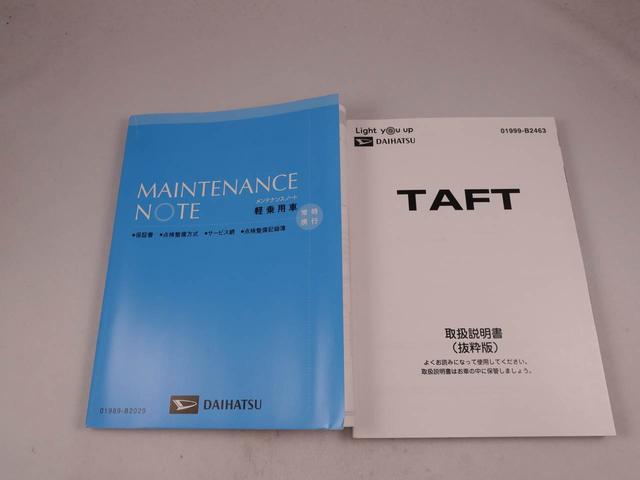 MAINTENANCE
NOTE
メンテナンスノート
軽乗用車
常時
携行
●保証書 ●点検整備方式 ●サービス網 ●点検整備記録簿
01989-B2029
DAIHATSU
Light you up
DAIHATSU
01999-B2463
TAFT
取扱説明書
(抜粋版)
よくお読みになって使用してください。
取扱説明書はお車の中に保管しましょう。